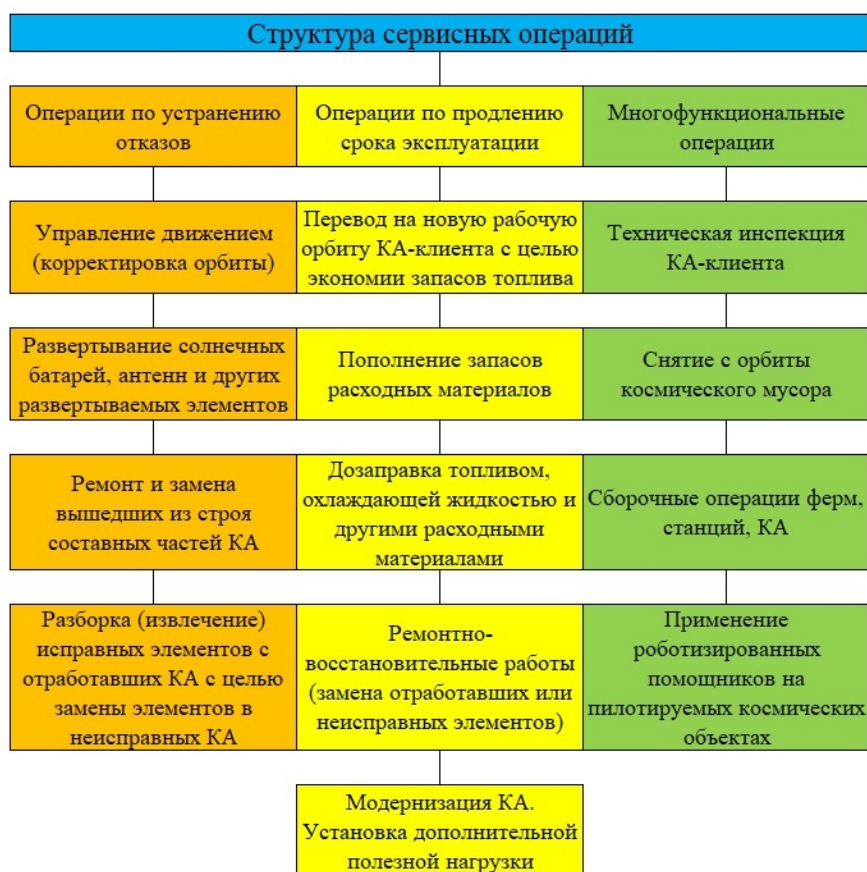 Структура сервисных операций
Операции по устранению
отказов
Операции по продлению
срока эксплуатации
Многофункциональные
операции
Управление движением
(корректировка орбиты)
Перевод на новую рабочую
орбиту КА-клиента с целью
экономии запасов топлива
Техническая инспекция
КА-клиента
Развертывание солнечных
батарей, антенн и других
развертываемых элементов
Пополнение запасов
расходных материалов
Снятие с орбиты
космического мусора
Ремонт и замена
вышедших из строя
составных частей КА
Дозаправка топливом,
охлаждающей жидкостью и
другими расходными
материалами
Сборочные операции ферм,
станций, КА
Разборка (извлечение)
исправных элементов с
отработавших КА с целью
замены элементов в
неисправных КА
Ремонтно-
восстановительные работы
(замена отработавших или
неисправных элементов)
Применение
роботизированных
помощников на
пилотируемых космических
объектах
Модернизация КА.
Установка дополнительной
полезной нагрузки